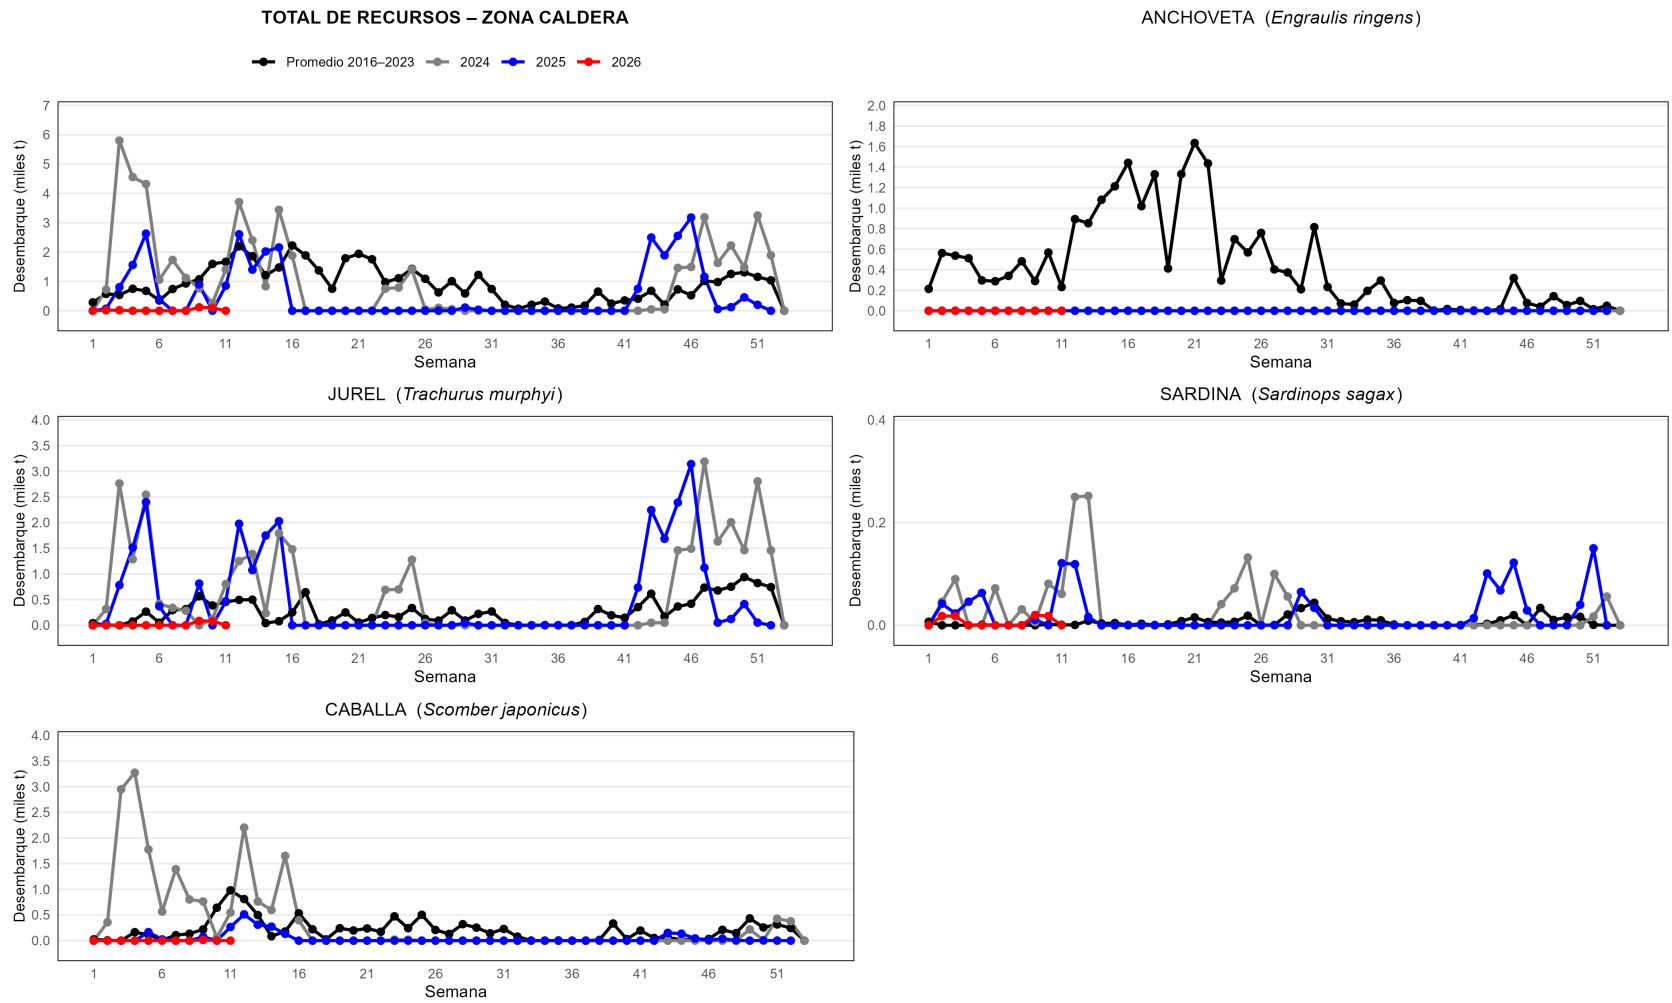 TOTAL DE RECURSOS – ZONA CALDERA
Promedio 2016–2023 2024 2025 2026
Desembarque (miles t)
7
6
5
4
3
2
1
0
1 6 11 16 21 26 31 36 41 46 51
Semana
ANCHOVETA (Engraulis ringens)
Desembarque (miles t)
2.0
1.8
1.6
1.4
1.2
1.0
0.8
0.6
0.4
0.2
0.0
1 6 11 16 21 26 31 36 41 46 51
Semana
JUREL (Trachurus murphyi)
Desembarque (miles t)
4.0
3.5
3.0
2.5
2.0
1.5
1.0
0.5
0.0
1 6 11 16 21 26 31 36 41 46 51
Semana
SARDINA (Sardinops sagax)
Desembarque (miles t)
0.4
0.2
0.0
1 6 11 16 21 26 31 36 41 46 51
Semana
CABALLA (Scomber japonicus)
Desembarque (miles t)
4.0
3.5
3.0
2.5
2.0
1.5
1.0
0.5
0.0
1 6 11 16 21 26 31 36 41 46 51
Semana